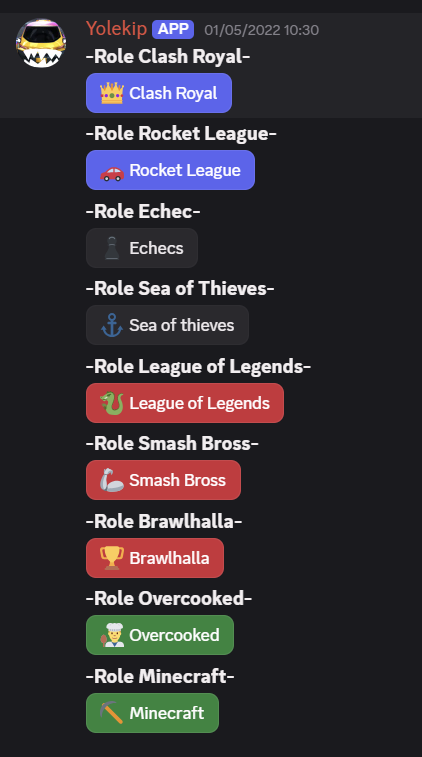 Yolekip APP 01/05/2022 10:30
-Role Clash Royal-
Clash Royal
-Role Rocket League-
Rocket League
-Role Echec-
Echecs
-Role Sea of Thieves-
Sea of thieves
-Role League of Legends-
League of Legends
-Role Smash Bross-
Smash Bross
-Role Brawlhalla-
Brawlhalla
-Role Overcooked-
Overcooked
-Role Minecraft-
Minecraft